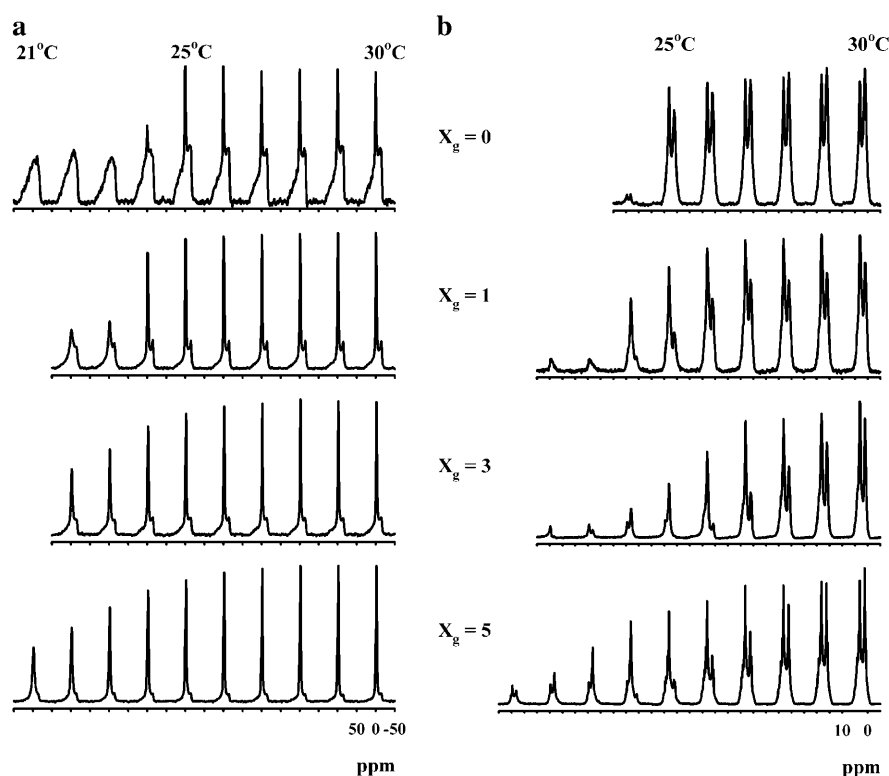 a
b
21°C 25°C 30°C
25°C 30°C
X_g = 0
X_g = 1
X_g = 3
X_g = 5
50 0 -50
10 0
ppm
ppm